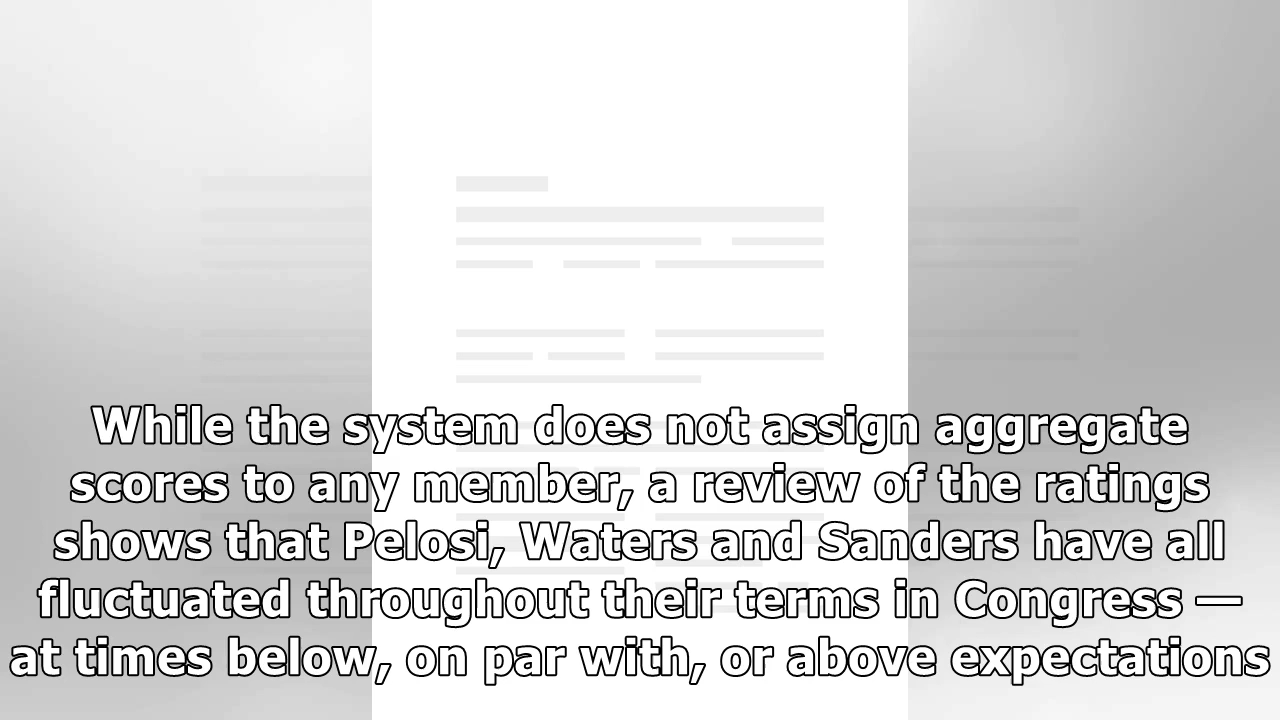 While the system does not assign aggregate
scores to any member, a review of the ratings
shows that Pelosi, Waters and Sanders have all
fluctuated throughout their terms in Congress —
at times below, on par with, or above expectations